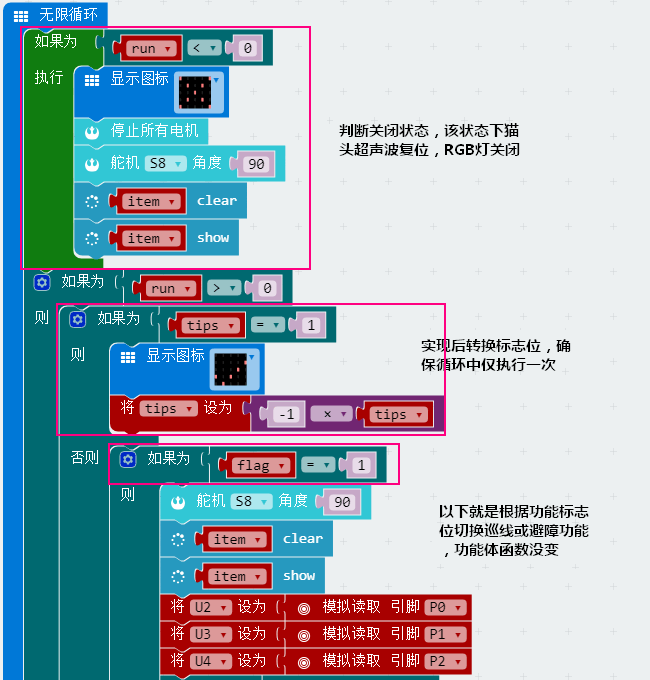 无限循环
如果为 run < 0
执行 显示图标
停止所有电机
舵机 S8 角度 90
item clear
item show
判断关闭状态，该状态下猫
头超声波复位，RGB灯关闭
如果为 run > 0
则 如果为 tips = 1
则 显示图标
将 tips 设为 -1 × tips
实现后转换标志位，确
保循环中仅执行一次
否则 如果为 flag = 1
则 舵机 S8 角度 90
item clear
item show
将 U2 设为 模拟读取 引脚 P0
将 U3 设为 模拟读取 引脚 P1
将 U4 设为 模拟读取 引脚 P2
以下就是根据功能标志
位切换巡线或避障功能
，功能体函数没变